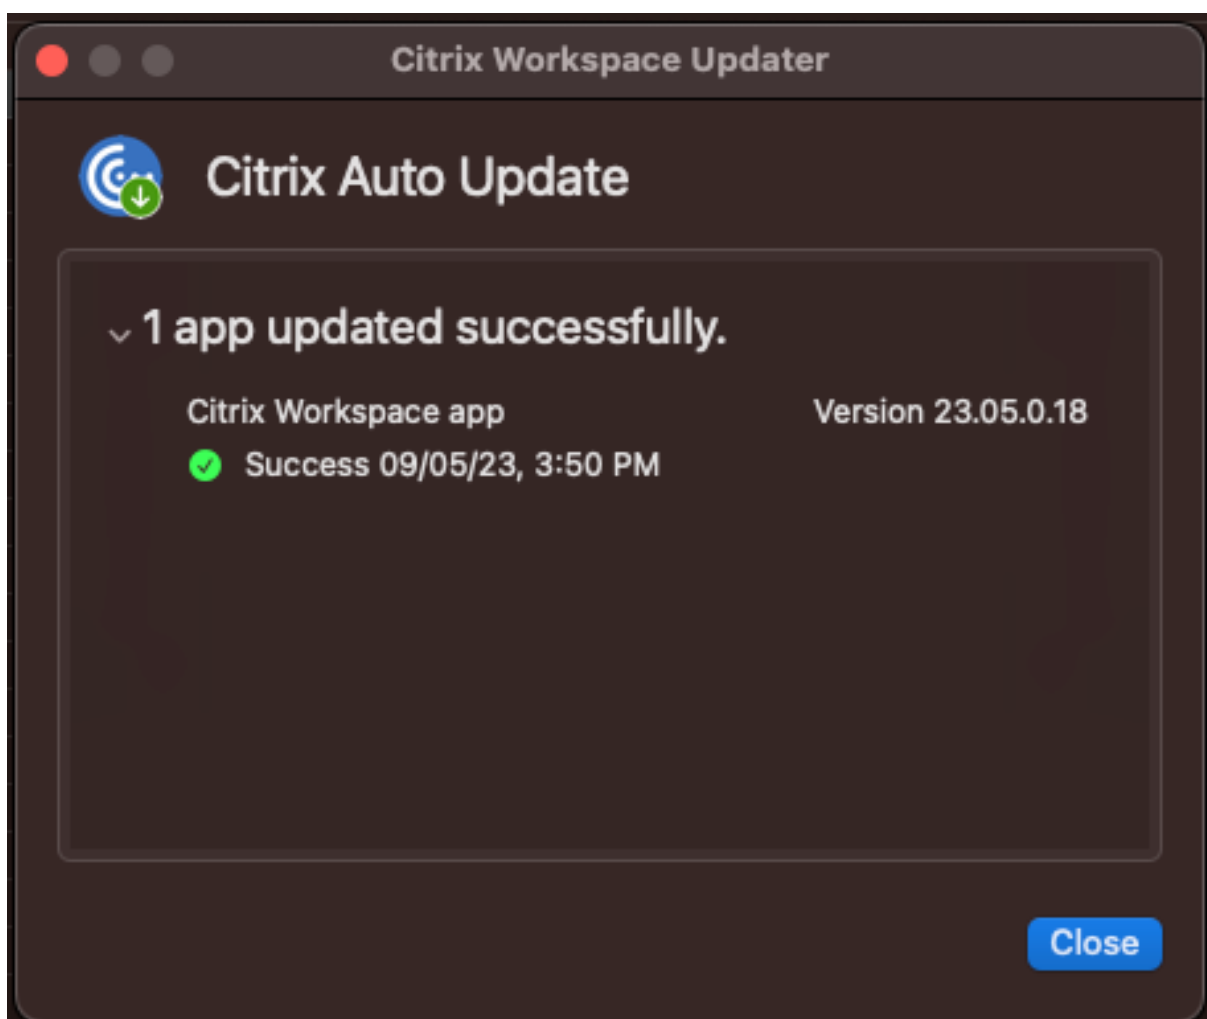 Citrix Workspace Updater
Citrix Auto Update
1 app updated successfully.
Citrix Workspace app Version 23.05.0.18
Success 09/05/23, 3:50 PM
Close